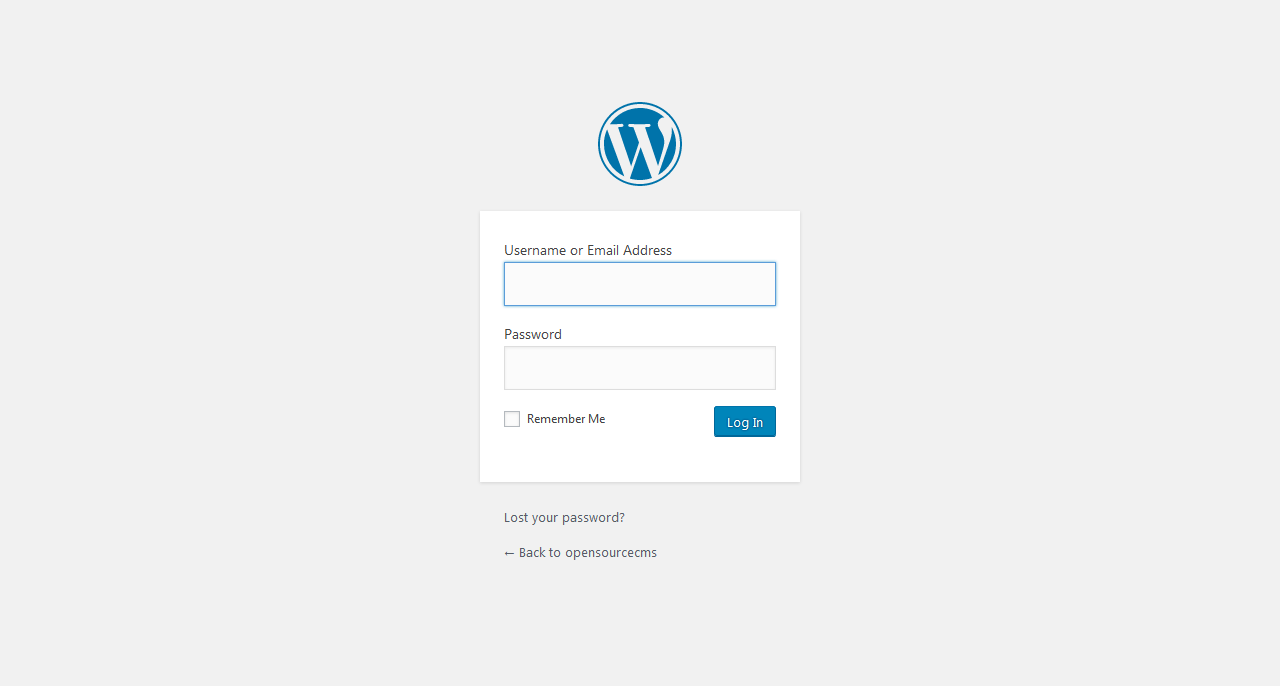 Username or Email Address
Password
Remember Me
Log In
Lost your password?
← Back to opensourcecms